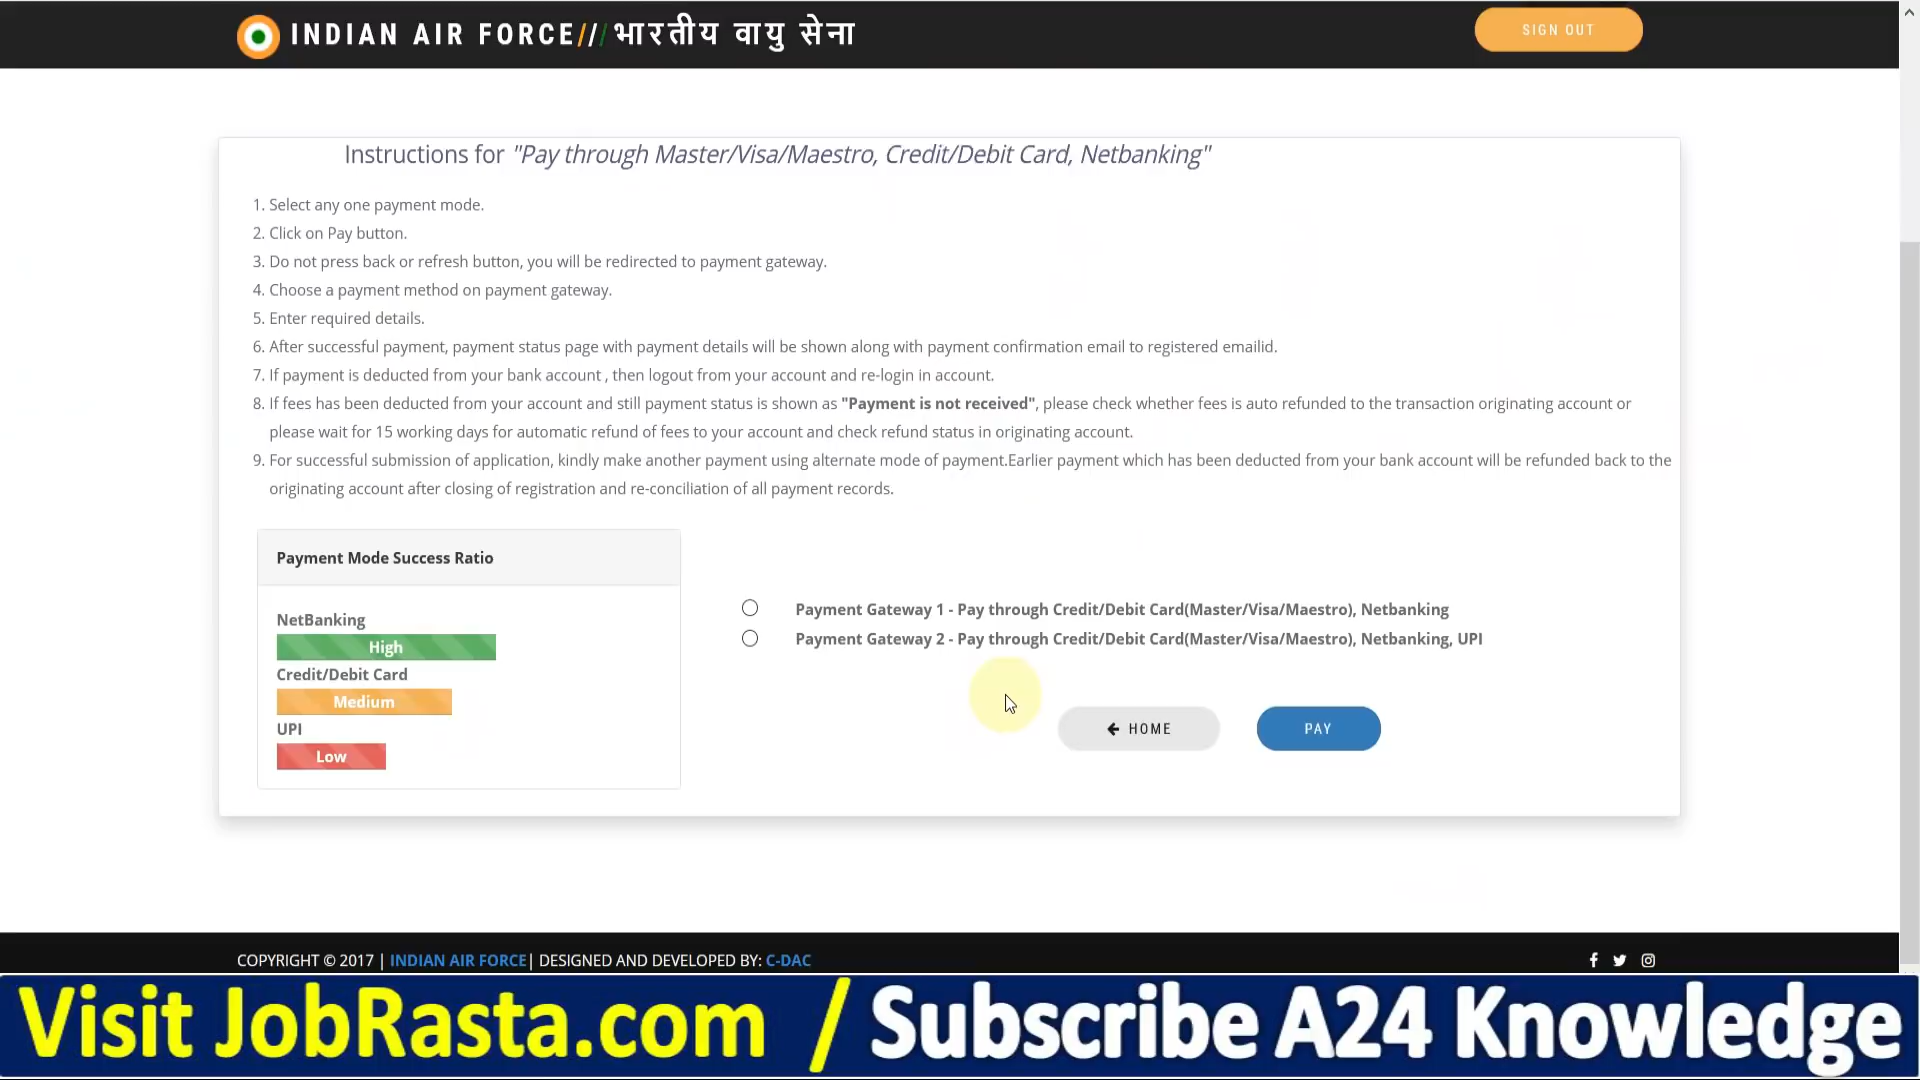 INDIAN AIR FORCE///भारतीय वायु सेना
SIGN OUT
Instructions for "Pay through Master/Visa/Maestro, Credit/Debit Card, Netbanking"
1. Select any one payment mode.
2. Click on Pay button.
3. Do not press back or refresh button, you will be redirected to payment gateway.
4. Choose a payment method on payment gateway.
5. Enter required details.
6. After successful payment, payment status page with payment details will be shown along with payment confirmation email to registered emailid.
7. If payment is deducted from your bank account , then logout from your account and re-login in account.
8. If fees has been deducted from your account and still payment status is shown as "Payment is not received", please check whether fees is auto refunded to the transaction originating account or
please wait for 15 working days for automatic refund of fees to your account and check refund status in originating account.
9. For successful submission of application, kindly make another payment using alternate mode of payment.Earlier payment which has been deducted from your bank account will be refunded back to the
originating account after closing of registration and re-conciliation of all payment records.
Payment Mode Success Ratio
NetBanking
High
Credit/Debit Card
Medium
UPI
Low
Payment Gateway 1 - Pay through Credit/Debit Card(Master/Visa/Maestro), Netbanking
Payment Gateway 2 - Pay through Credit/Debit Card(Master/Visa/Maestro), Netbanking, UPI
HOME
PAY
COPYRIGHT © 2017 | INDIAN AIR FORCE| DESIGNED AND DEVELOPED BY: C-DAC
Visit JobRasta.com / Subscribe A24 Knowledge